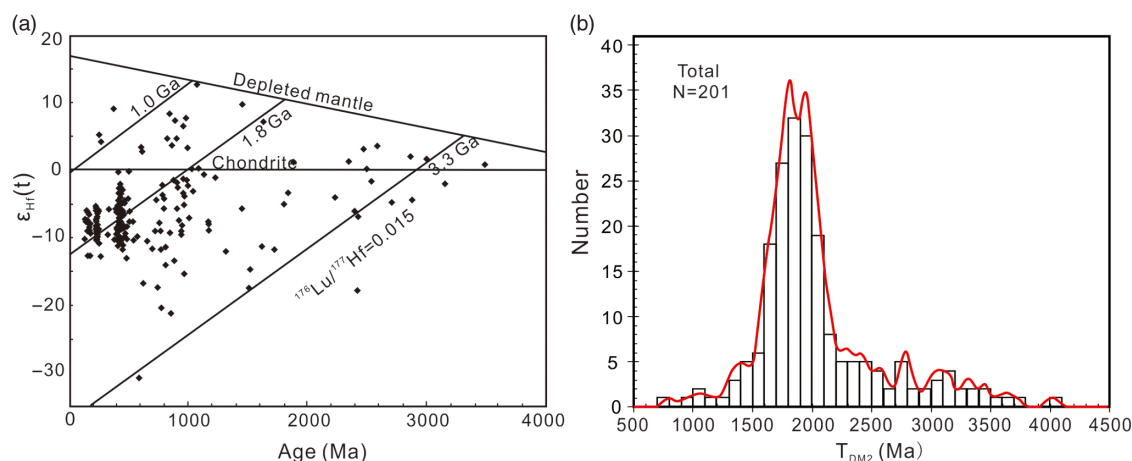 (a)
20
10
0
−10
−20
−30
ε Hf(t)
0
1000
2000
3000
4000
Age (Ma)
Depleted mantle
1.0 Ga
1.8 Ga
Chondrite
3.3 Ga
¹⁷⁶Lu/¹⁷⁷Hf=0.015
(b)
40
35
30
25
20
15
10
5
0
Number
Total
N=201
500
1000
1500
2000
2500
3000
3500
4000
4500
T DM2 (Ma)